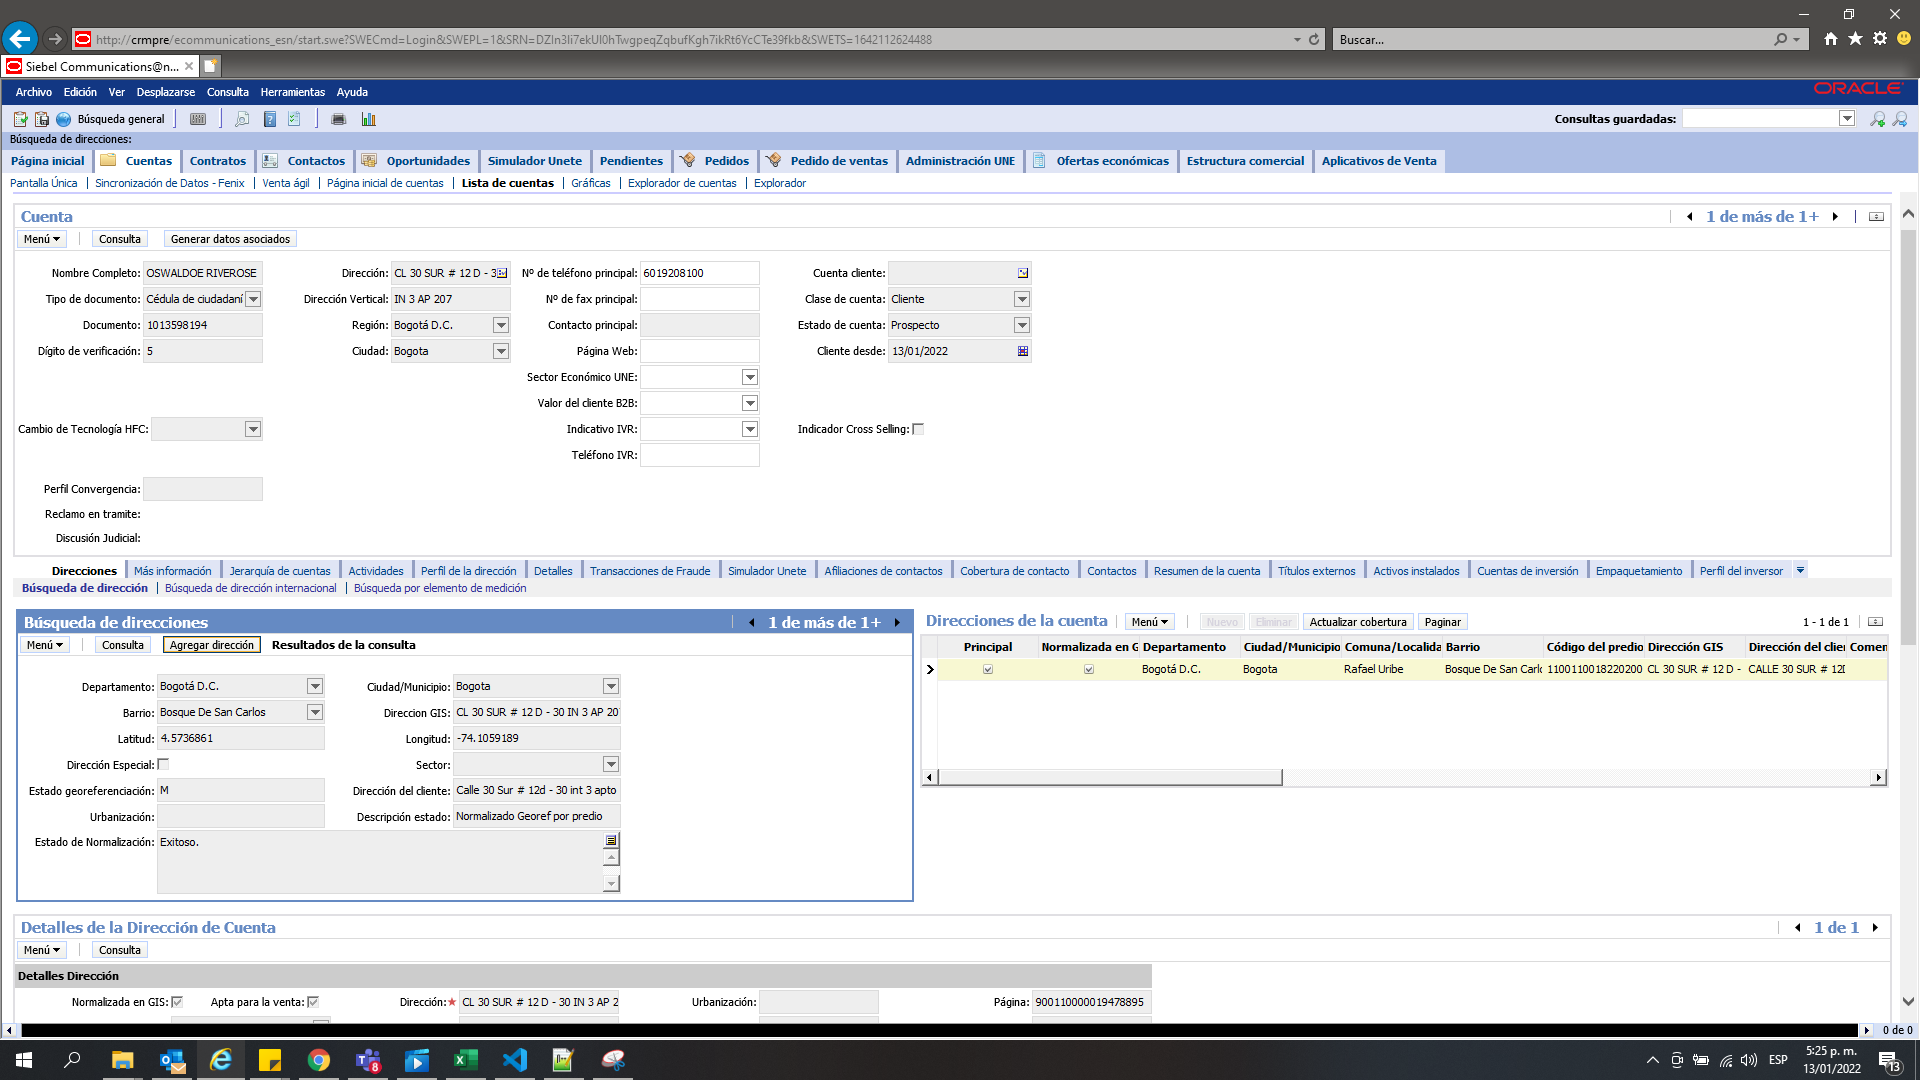 http://crmpre/ecommunications_esn/start.swe?SWECmd=Login&SWEPL=1&SRN=DZIn3li7ekUI0hTwgpeqZqbufKgh7ikRt6YcCTe39fkb&SWETS=1642112624488
Buscar...
Siebel Communications@n...
Archivo Edición Ver Desplazarse Consulta Herramientas Ayuda
ORACLE
Búsqueda general
Consultas guardadas:
Búsqueda de direcciones:
Página inicial Cuentas Contratos Contactos Oportunidades Simulador Unete Pendientes Pedidos Pedido de ventas Administración UNE Ofertas económicas Estructura comercial Aplicativos de Venta
Pantalla Única Sincronización de Datos - Fenix Venta ágil Página inicial de cuentas Lista de cuentas Gráficas Explorador de cuentas Explorador
Cuenta
1 de más de 1+
Menú Consulta Generar datos asociados
Nombre Completo: OSWALDOE RIVEROSE Dirección: CL 30 SUR # 12 D - 3 Nº de teléfono principal: 6019208100 Cuenta cliente:
Tipo de documento: Cédula de ciudadaní Dirección Vertical: IN 3 AP 207 Nº de fax principal: Clase de cuenta: Cliente
Documento: 1013598194 Región: Bogotá D.C. Contacto principal: Estado de cuenta: Prospecto
Dígito de verificación: 5 Ciudad: Bogota Página Web: Cliente desde: 13/01/2022
Sector Económico UNE:
Valor del cliente B2B:
Cambio de Tecnología HFC: Indicativo IVR: Indicador Cross Selling:
Teléfono IVR:
Perfil Convergencia:
Reclamo en tramite:
Discusión Judicial:
Direcciones Más información Jerarquía de cuentas Actividades Perfil de la dirección Detalles Transacciones de Fraude Simulador Unete Afiliaciones de contactos Cobertura de contacto Contactos Resumen de la cuenta Títulos externos Activos instalados Cuentas de inversión Empaquetamiento Perfil del inversor
Búsqueda de dirección Búsqueda de dirección internacional Búsqueda por elemento de medición
Búsqueda de direcciones
1 de más de 1+
Menú Consulta Agregar dirección Resultados de la consulta
Departamento: Bogotá D.C. Ciudad/Municipio: Bogota
Barrio: Bosque De San Carlos Direccion GIS: CL 30 SUR # 12 D - 30 IN 3 AP 20
Latitud: 4.5736861 Longitud: -74.1059189
Dirección Especial: Sector:
Estado georeferenciación: M Dirección del cliente: Calle 30 Sur # 12d - 30 int 3 apto
Urbanización: Descripción estado: Normalizado Georef por predio
Estado de Normalización: Exitoso.
Direcciones de la cuenta
Menú Nuevo Eliminar Actualizar cobertura Paginar
1 - 1 de 1
Principal Normalizada en G Departamento Ciudad/Municipio Comuna/Localida Barrio Código del predio Dirección GIS Dirección del clie Comen
Bogotá D.C. Bogota Rafael Uribe Bosque De San Carl 1100110018220200 CL 30 SUR # 12 D - CALLE 30 SUR # 12
Detalles de la Dirección de Cuenta
1 de 1
Menú Consulta
Detalles Dirección
Normalizada en GIS: Apta para la venta: Dirección:★ CL 30 SUR # 12 D - 30 IN 3 AP 2 Urbanización: Página: 900110000019478895
0 de 0
8
ESP
5:25 p. m.
13/01/2022
13